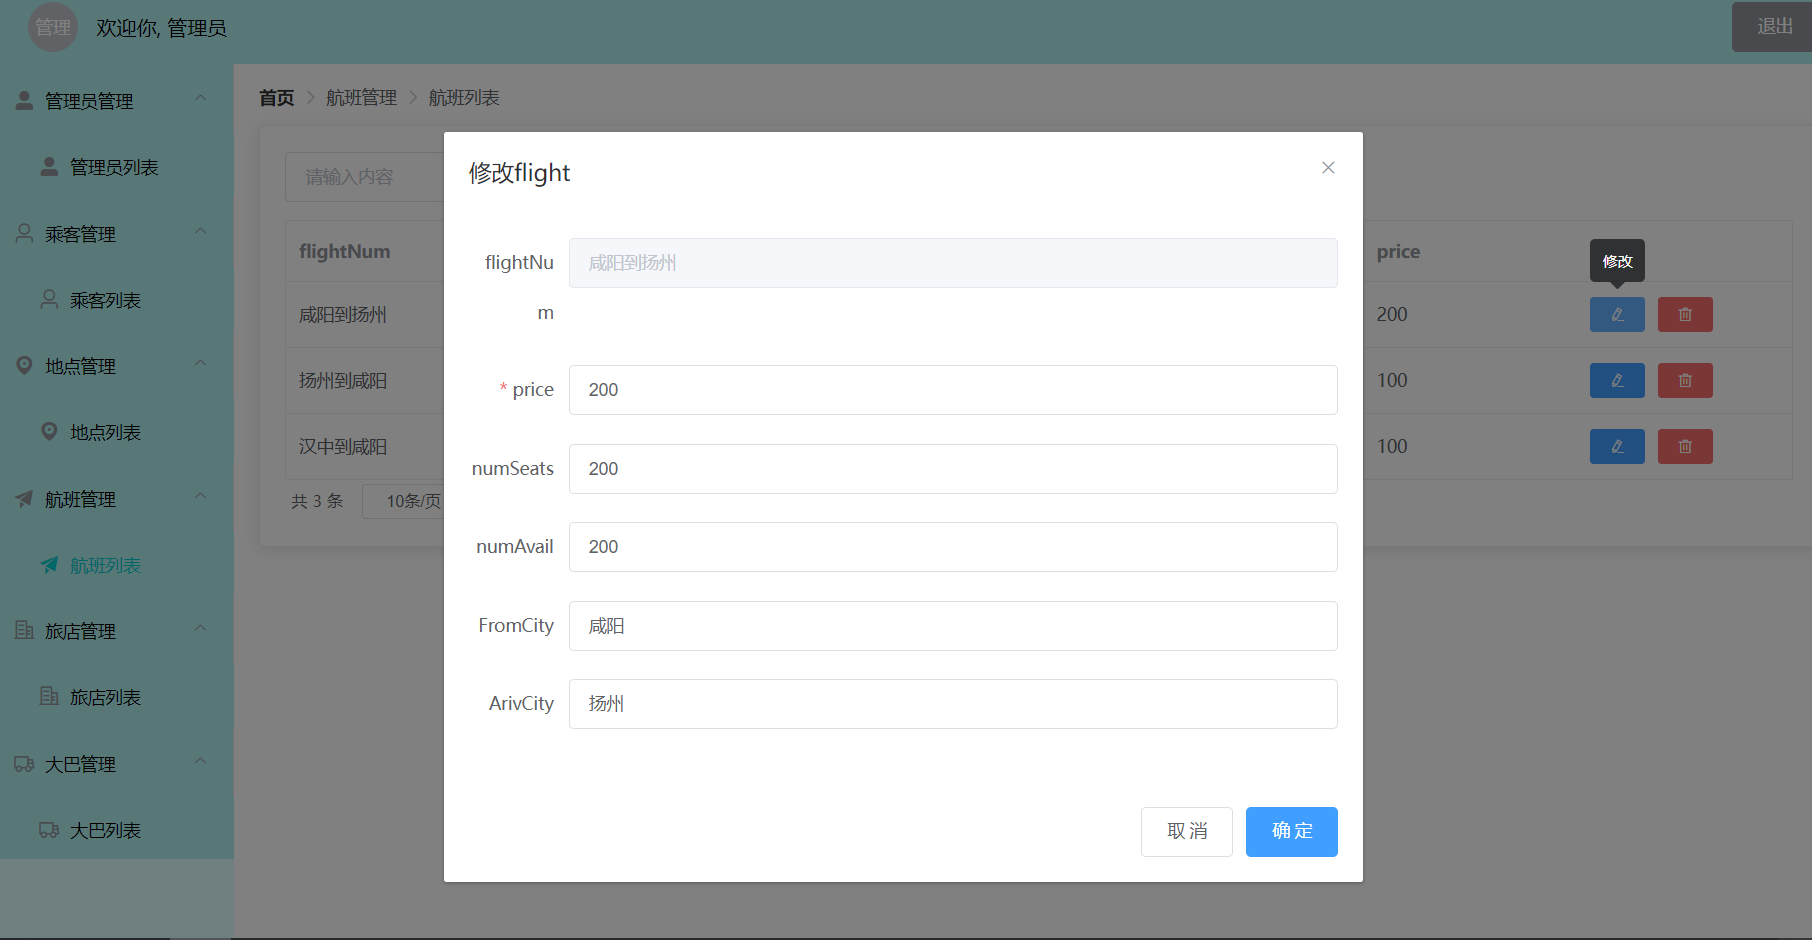 管理
欢迎你, 管理员
退出
管理员管理
管理员列表
乘客管理
乘客列表
地点管理
地点列表
航班管理
航班列表
旅店管理
旅店列表
大巴管理
大巴列表
首页 > 航班管理 > 航班列表
请输入内容
flightNum
price
修改
咸阳到扬州
200
扬州到咸阳
100
汉中到咸阳
100
共 3 条
10条/页
修改flight
flightNu
m
咸阳到扬州
* price
200
numSeats
200
numAvail
200
FromCity
咸阳
ArivCity
扬州
取消
确定